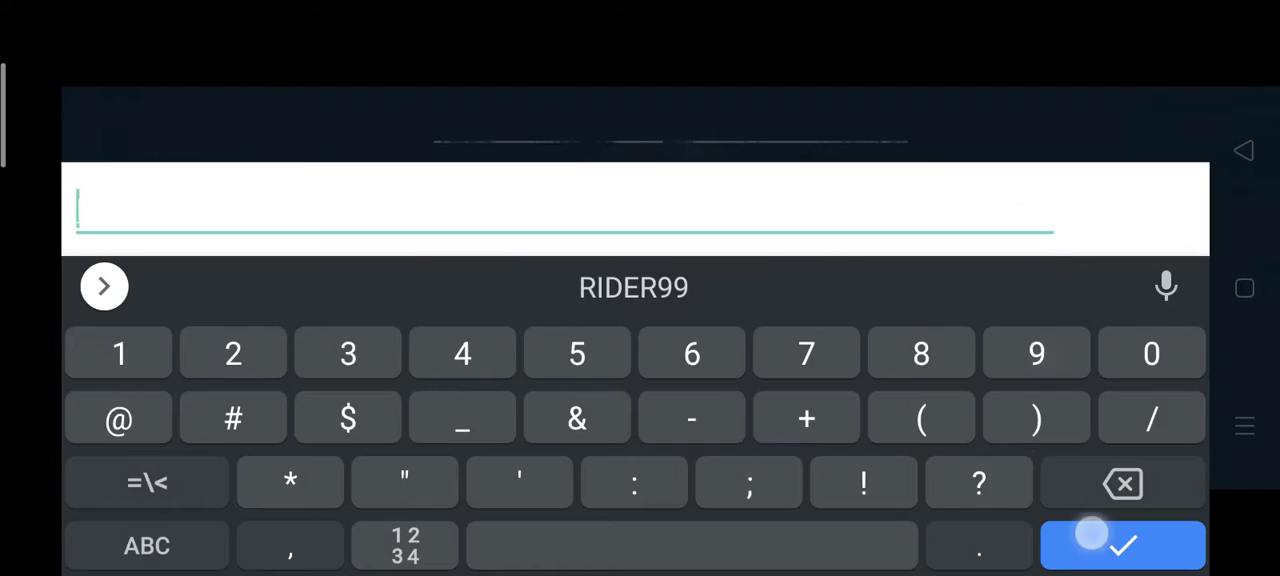 RIDER99
1 2 3 4 5 6 7 8 9 0
@ # $ _ & - + ( ) /
=\< * " ' : ; ! ?
ABC , 12 .
34